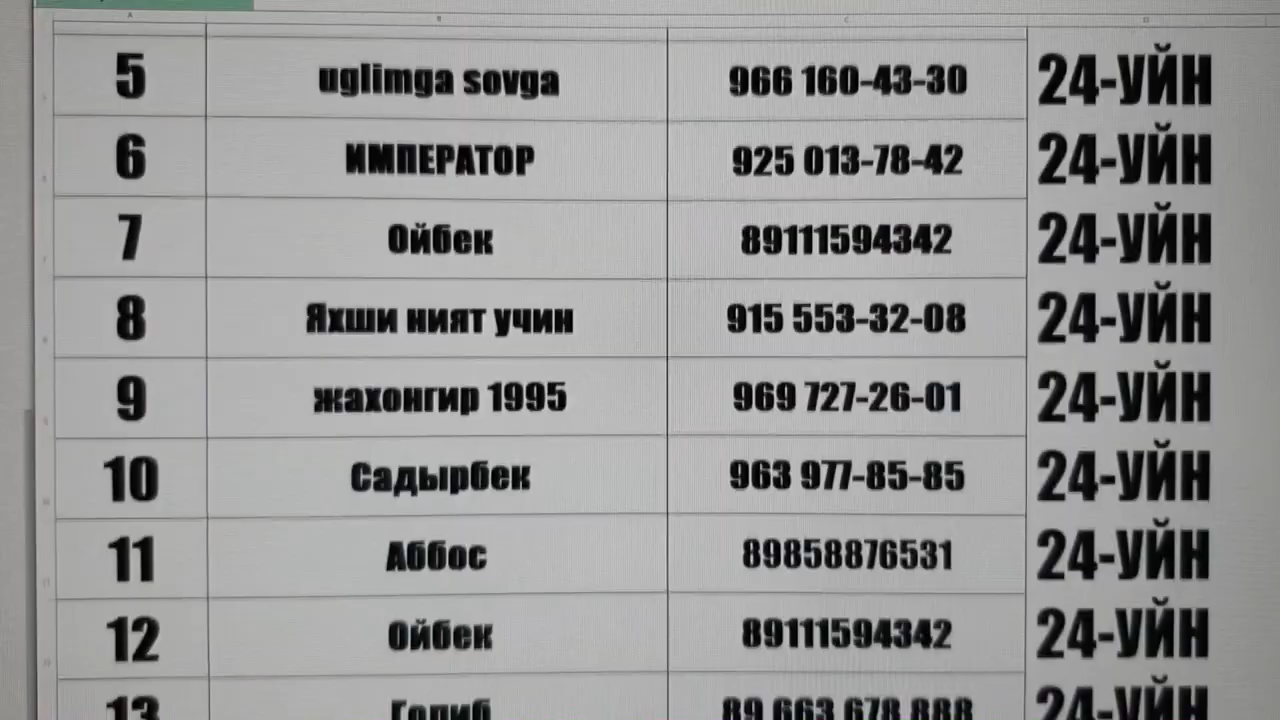 5 uglimga sovga 966 160-43-30 24-УЙН
6 ИМПЕРАТОР 925 013-78-42 24-УЙН
7 Ойбек 89111594342 24-УЙН
8 Яхши ният учин 915 553-32-08 24-УЙН
9 жахонгир 1995 969 727-26-01 24-УЙН
10 Садырбек 963 977-85-85 24-УЙН
11 Аббос 89858876531 24-УЙН
12 Ойбек 89111594342 24-УЙН
13 89 663 678 888 24-УЙН